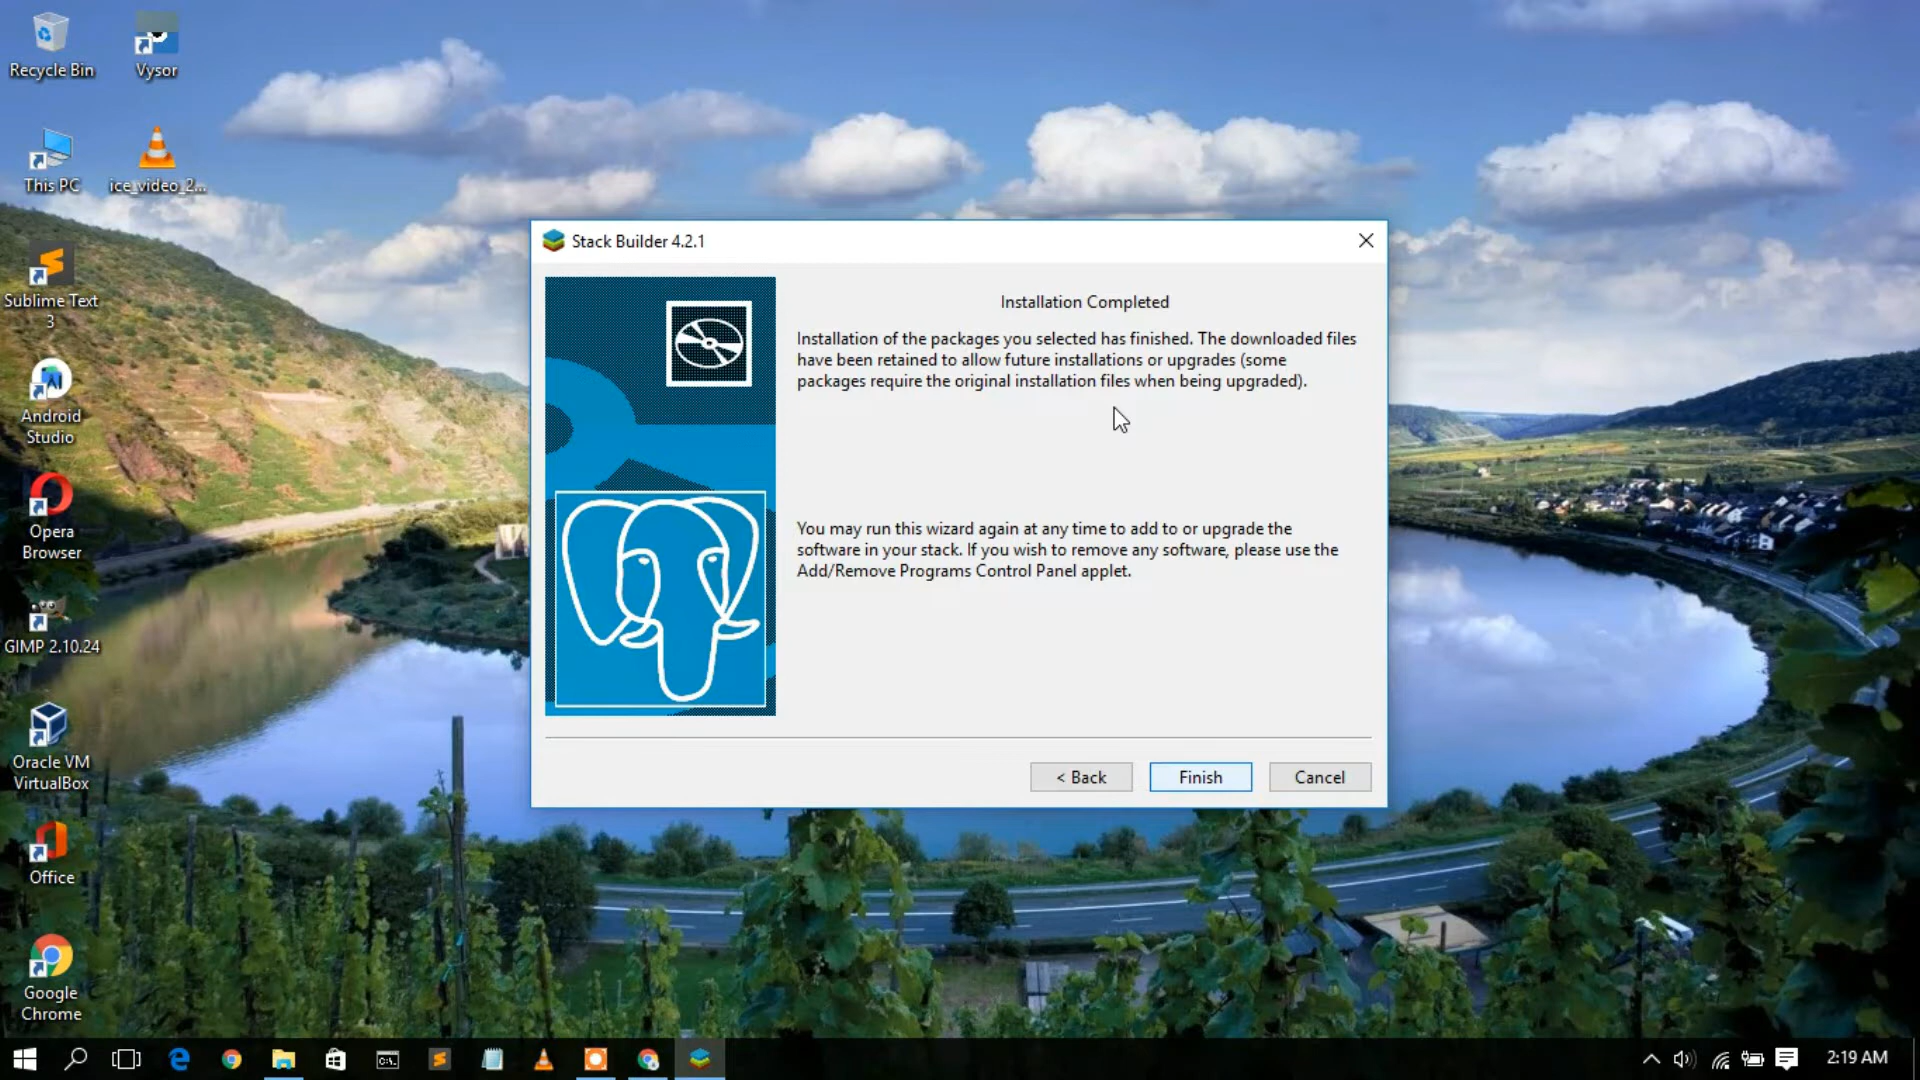 Recycle Bin
Vysor
This PC
ice_video_2...
Sublime Text
3
Android
Studio
Opera
Browser
GIMP 2.10.24
Oracle VM
VirtualBox
Office
Google
Chrome
Stack Builder 4.2.1
Installation Completed
Installation of the packages you selected has finished. The downloaded files
have been retained to allow future installations or upgrades (some
packages require the original installation files when being upgraded).
You may run this wizard again at any time to add to or upgrade the
software in your stack. If you wish to remove any software, please use the
Add/Remove Programs Control Panel applet.
< Back
Finish
Cancel
2:19 AM